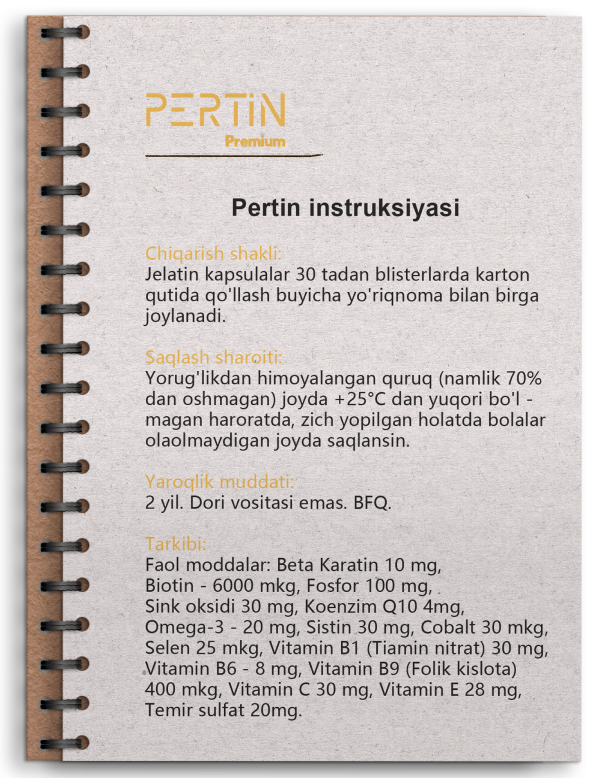 PERTiN
Premium
Pertin instruksiyasi
Chiqarish shakli:
Jelatin kapsulalar 30 tadan blisterlarda karton
qutida qo'llash buyicha yo'riqnoma bilan birga
joylanadi.
Saqlash sharoiti:
Yorug'likdan himoyalangan quruq (namlik 70%
dan oshmagan) joyda +25°C dan yuqori bo'l -
magan haroratda, zich yopilgan holatda bolalar
olaolmaydigan joyda saqlansin.
Yaroqlik muddati:
2 yil. Dori vositasi emas. BFQ.
Tarkibi:
Faol moddalar: Beta Karatin 10 mg,
Biotin - 6000 mkg, Fosfor 100 mg,
Sink oksidi 30 mg, Koenzim Q10 4mg,
Omega-3 - 20 mg, Sistin 30 mg, Cobalt 30 mkg,
Selen 25 mkg, Vitamin B1 (Tiamin nitrat) 30 mg,
Vitamin B6 - 8 mg, Vitamin B9 (Folik kislota)
400 mkg, Vitamin C 30 mg, Vitamin E 28 mg,
Temir sulfat 20mg.